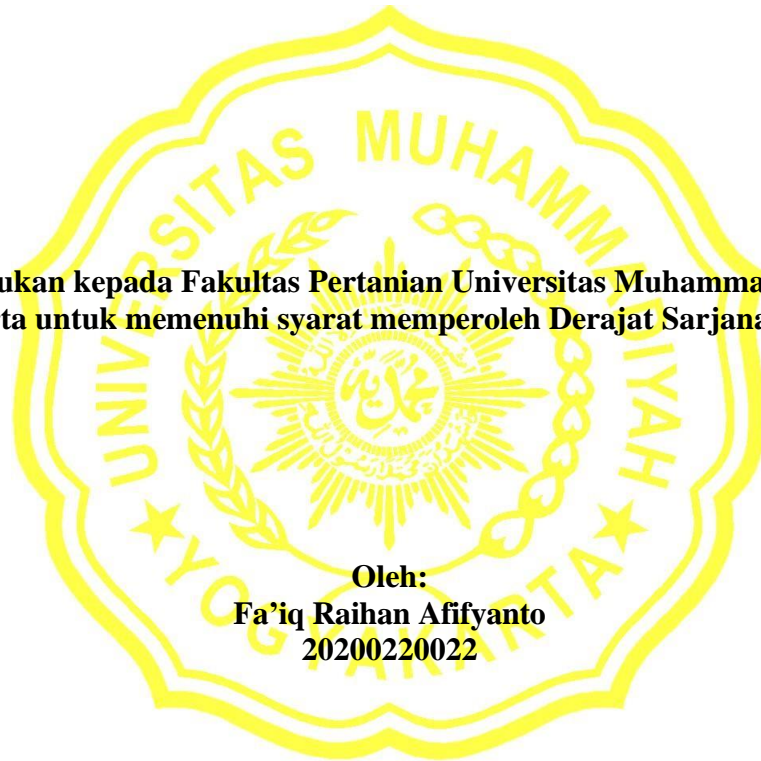 UNIVERSITAS MUHAMMADIYAH
ukan kepada Fakultas Pertanian Universitas Muhamma
ta untuk memenuhi syarat memperoleh Derajat Sarjana
Oleh:
Fa’iq Raihan Afifyanto
20200220022
★ YOGYAKARTA ★